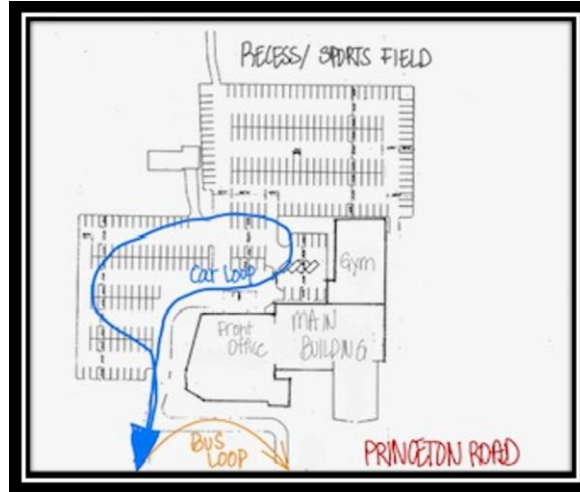 RECESS/ SPORTS FIELD
Car Loop
Gym
Front
Office
MAIN
BUILDING
BUS
LOOP
PRINCETON ROAD